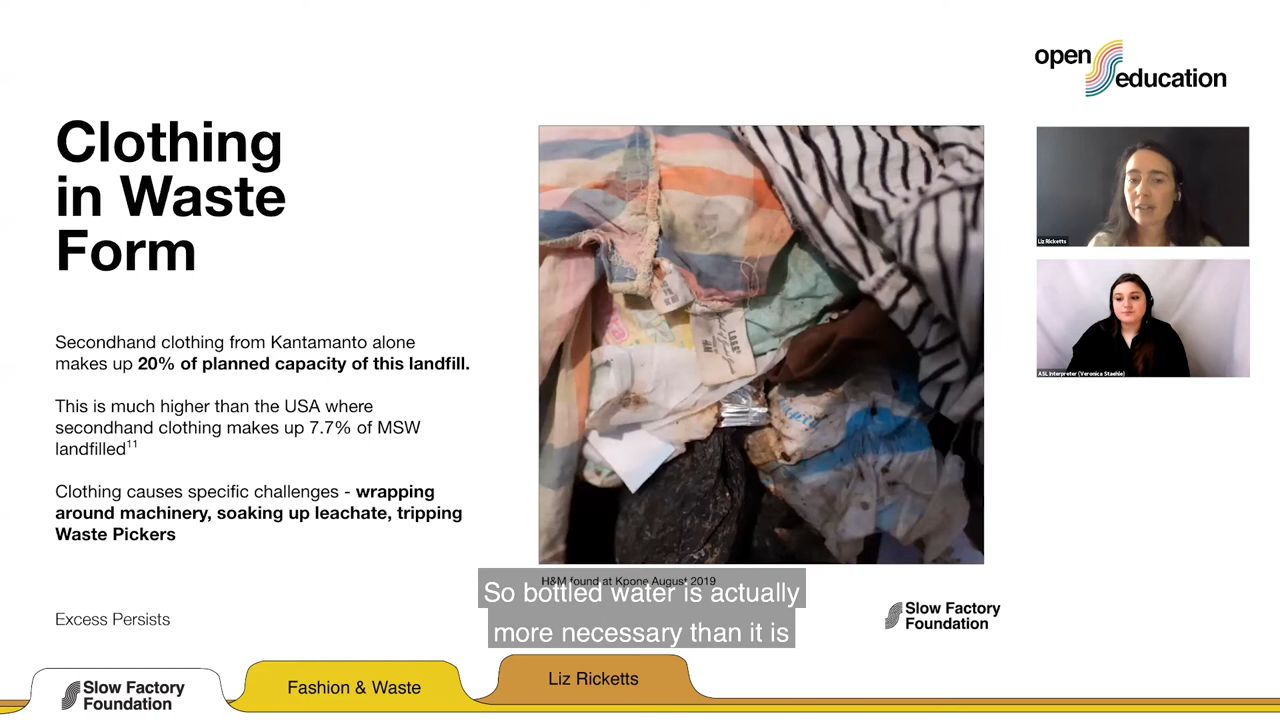 open
education
Clothing
in Waste
Form
Secondhand clothing from Kantamanto alone
makes up 20% of planned capacity of this landfill.
This is much higher than the USA where
secondhand clothing makes up 7.7% of MSW
landfilled11
Clothing causes specific challenges - wrapping
around machinery, soaking up leachate, tripping
Waste Pickers
L.O.G.G.
H&M
Liz Ricketts
ASL Interpreter (Veronica Staehle)
H&M found at Kpone August 2019
So bottled water is actually
more necessary than it is
Excess Persists
Slow Factory
Foundation
Slow Factory
Foundation
Fashion & Waste
Liz Ricketts